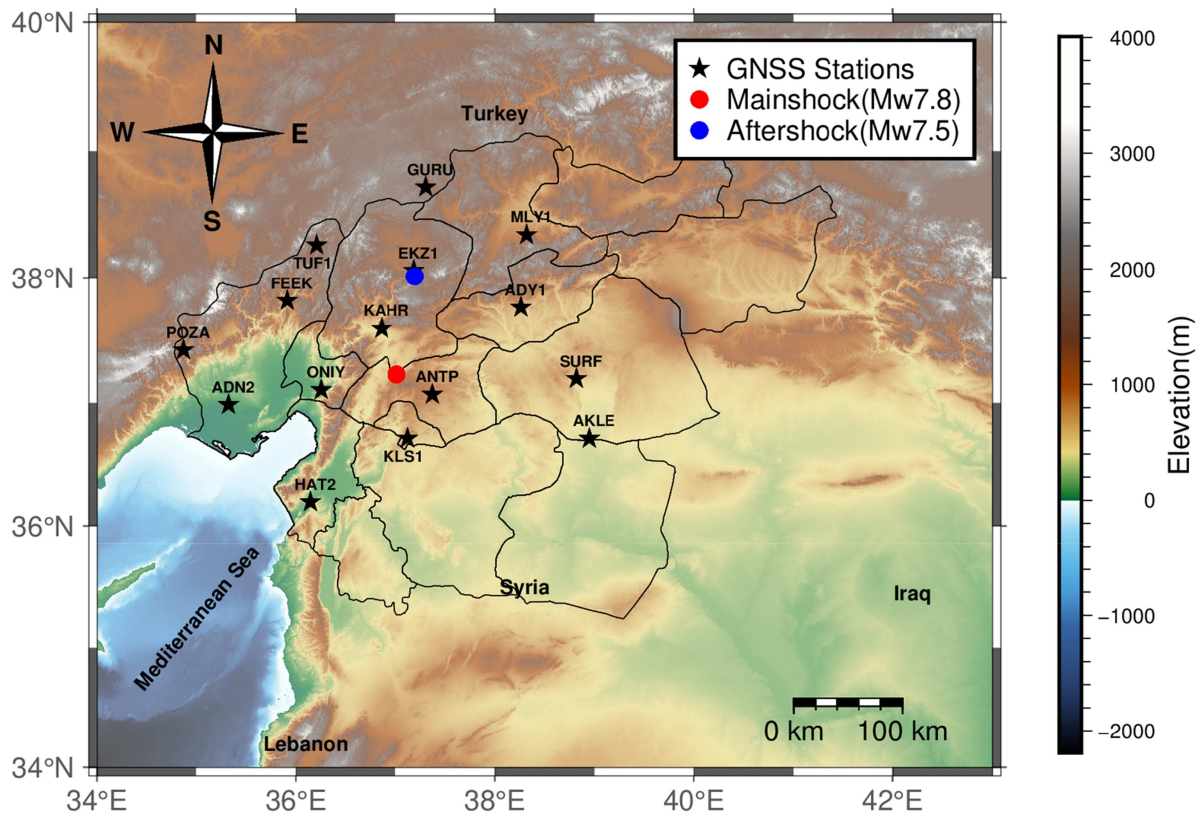 40°N
38°N
36°N
34°N
34°E
36°E
38°E
40°E
42°E
N
W
E
S
GNSS Stations
Mainshock(Mw7.8)
Aftershock(Mw7.5)
Turkey
GURU
MLY1
TUF1
EKZ1
FEEK
ADY1
KAHR
POZA
SURF
ONIY
ANTP
ADN2
AKLE
KLS1
HAT2
Mediterranean Sea
Syria
Iraq
Lebanon
0 km
100 km
4000
3000
2000
1000
0
−1000
−2000
Elevation(m)